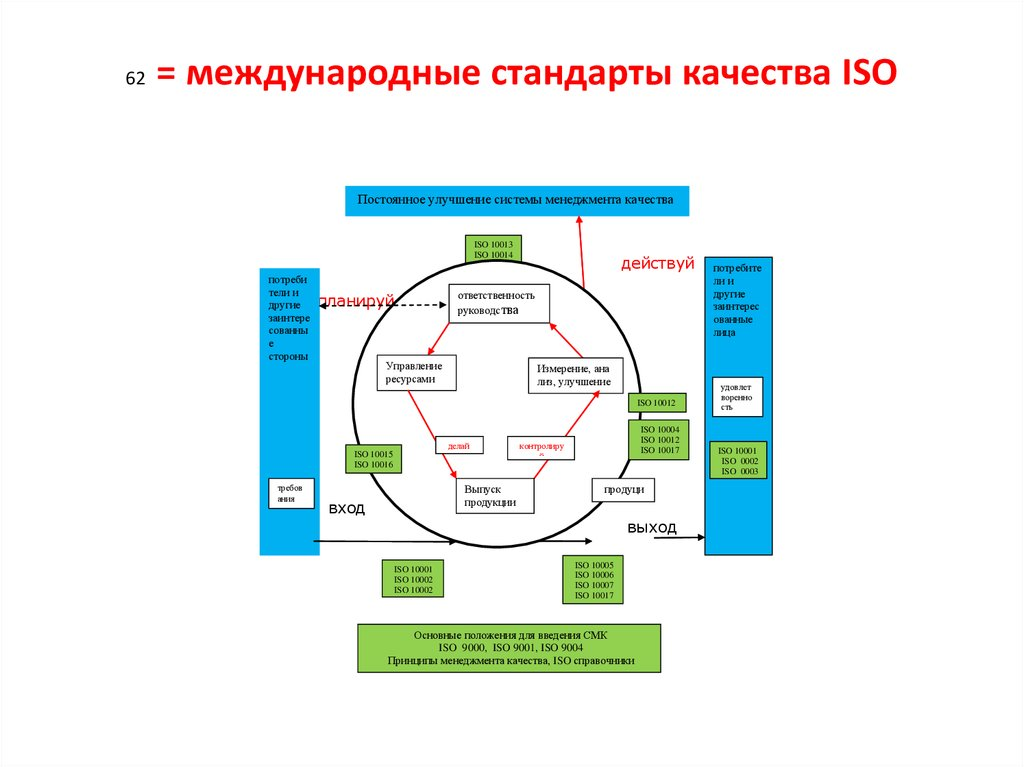 62 = международные стандарты качества ISO
Постоянное улучшение системы менеджмента качества
ISO 10013
ISO 10014
действуй
потреби
тели и
другие
заинтере
сованны
е
стороны
планируй
ответственность
руководства
потребите
ли и
другие
заинтерес
ованные
лица
Управление
ресурсами
Измерение, ана
лиз, улучшение
удовлет
воренно
сть
ISO 10012
ISO 10004
ISO 10012
ISO 10017
делай
контролиру
ISO 10015
ISO 10016
ISO 10001
ISO 0002
ISO 0003
требов
ания
вход
Выпуск
продукции
продуци
выход
ISO 10001
ISO 10002
ISO 10002
ISO 10005
ISO 10006
ISO 10007
ISO 10017
Основные положения для введения СМК
ISO 9000, ISO 9001, ISO 9004
Принципы менеджмента качества, ISO справочники